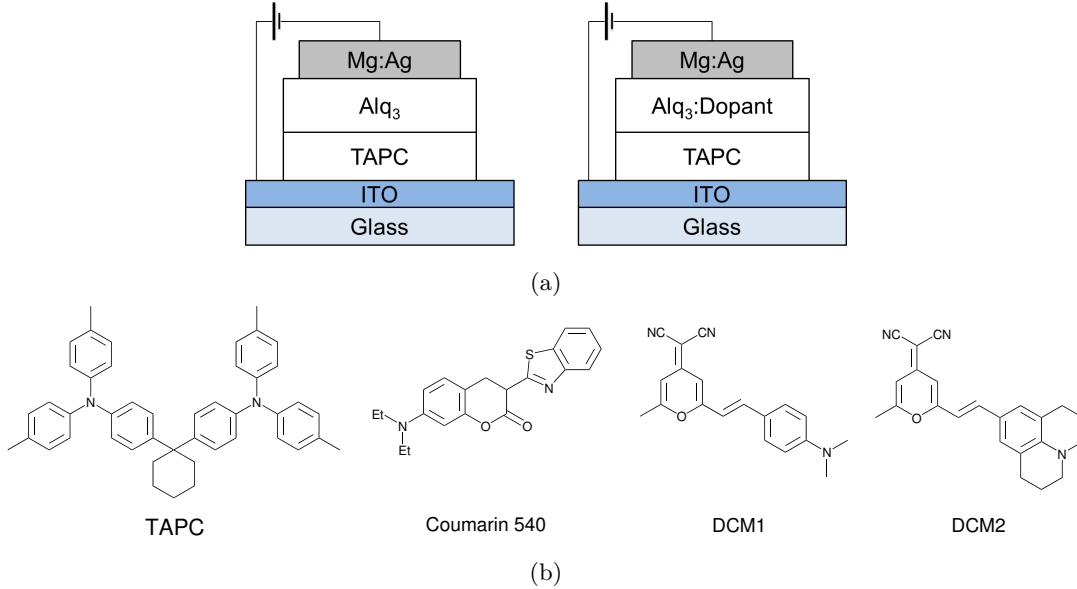 Mg:Ag
Alq3
TAPC
ITO
Glass
Mg:Ag
Alq3:Dopant
TAPC
ITO
Glass
(a)
N
N
TAPC
S
N
O
O
N
Et
Et
Coumarin 540
NC CN
O
N
DCM1
NC CN
O
N
DCM2
(b)